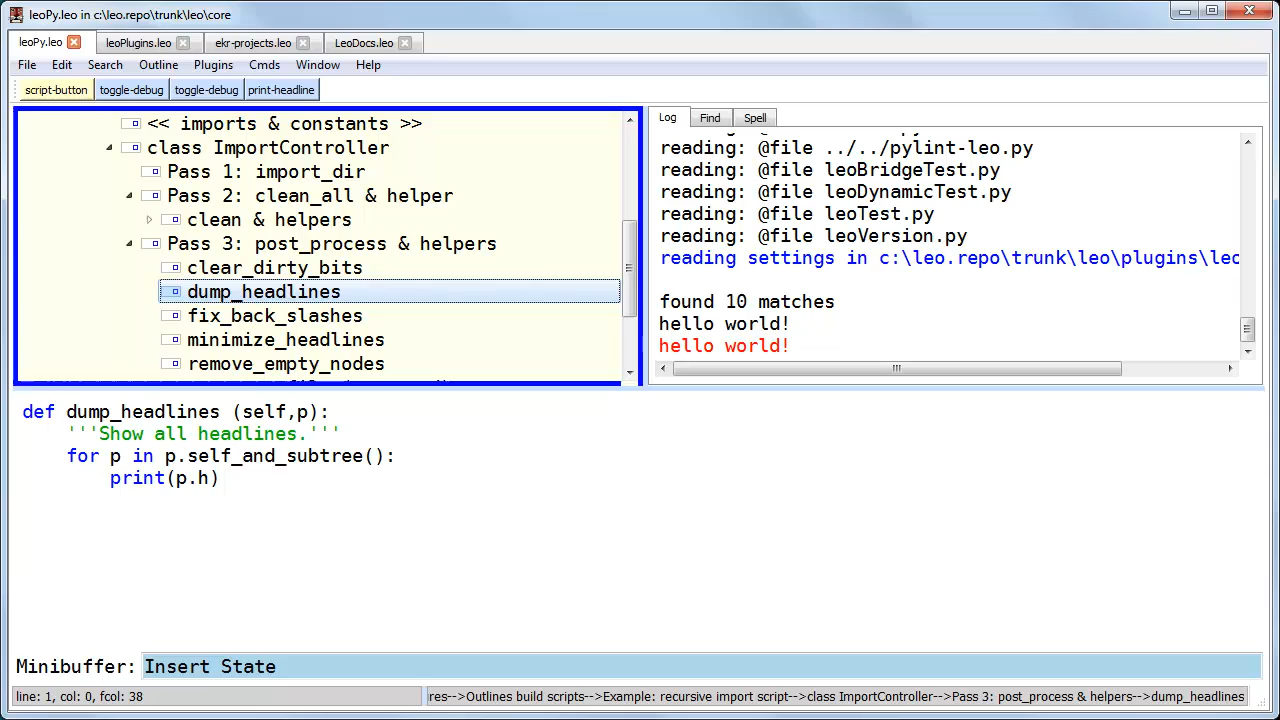 leoPy.leo in c:\leo.repo\trunk\leo\core
leoPy.leo leoPlugins.leo ekr-projects.leo LeoDocs.leo
File Edit Search Outline Plugins Cmds Window Help
script-button toggle-debug toggle-debug print-headline
<< imports & constants >>
class ImportController
Pass 1: import_dir
Pass 2: clean_all & helper
clean & helpers
Pass 3: post_process & helpers
clear_dirty_bits
dump_headlines
fix_back_slashes
minimize_headlines
remove_empty_nodes
Log Find Spell
reading: @file ../../pylint-leo.py
reading: @file leoBridgeTest.py
reading: @file leoDynamicTest.py
reading: @file leoTest.py
reading: @file leoVersion.py
reading settings in c:\leo.repo\trunk\leo\plugins\leo
found 10 matches
hello world!
hello world!
def dump_headlines (self,p):
'''Show all headlines.'''
for p in p.self_and_subtree():
print(p.h)
Minibuffer: Insert State
line: 1, col: 0, fcol: 38
res-->Outlines build scripts-->Example: recursive import script-->class ImportController-->Pass 3: post_process & helpers-->dump_headlines